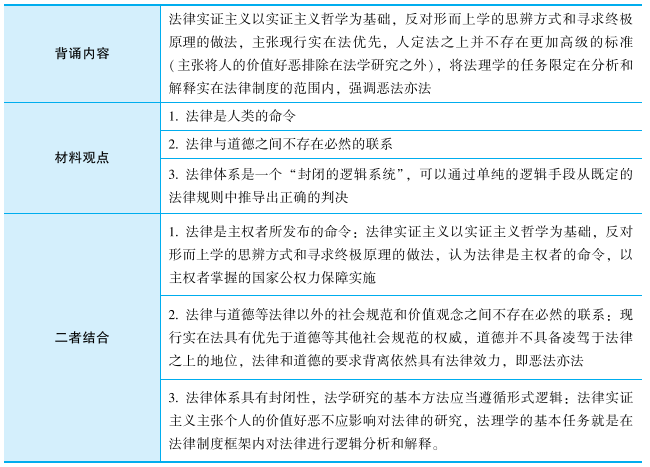 背诵内容
法律实证主义以实证主义哲学为基础，反对形而上学的思辨方式和寻求终极
原理的做法，主张现行实在法优先，人定法之上并不存在更加高级的标准
(主张将人的价值好恶排除在法学研究之外)，将法理学的任务限定在分析和
解释实在法律制度的范围内，强调恶法亦法
材料观点
1. 法律是人类的命令
2. 法律与道德之间不存在必然的联系
3. 法律体系是一个“封闭的逻辑系统”，可以通过单纯的逻辑手段从既定的
法律规则中推导出正确的判决
二者结合
1. 法律是主权者所发布的命令：法律实证主义以实证主义哲学为基础，反对
形而上学的思辨方式和寻求终极原理的做法，认为法律是主权者的命令，以
主权者掌握的国家公权力保障实施
2. 法律与道德等法律以外的社会规范和价值观念之间不存在必然的联系：现
行实在法具有优先于道德等其他社会规范的权威，道德并不具备凌驾于法律
之上的地位，法律和道德的要求背离依然具有法律效力，即恶法亦法
3. 法律体系具有封闭性，法学研究的基本方法应当遵循形式逻辑：法律实证
主义主张个人的价值好恶不应影响对法律的研究，法理学的基本任务就是在
法律制度框架内对法律进行逻辑分析和解释。